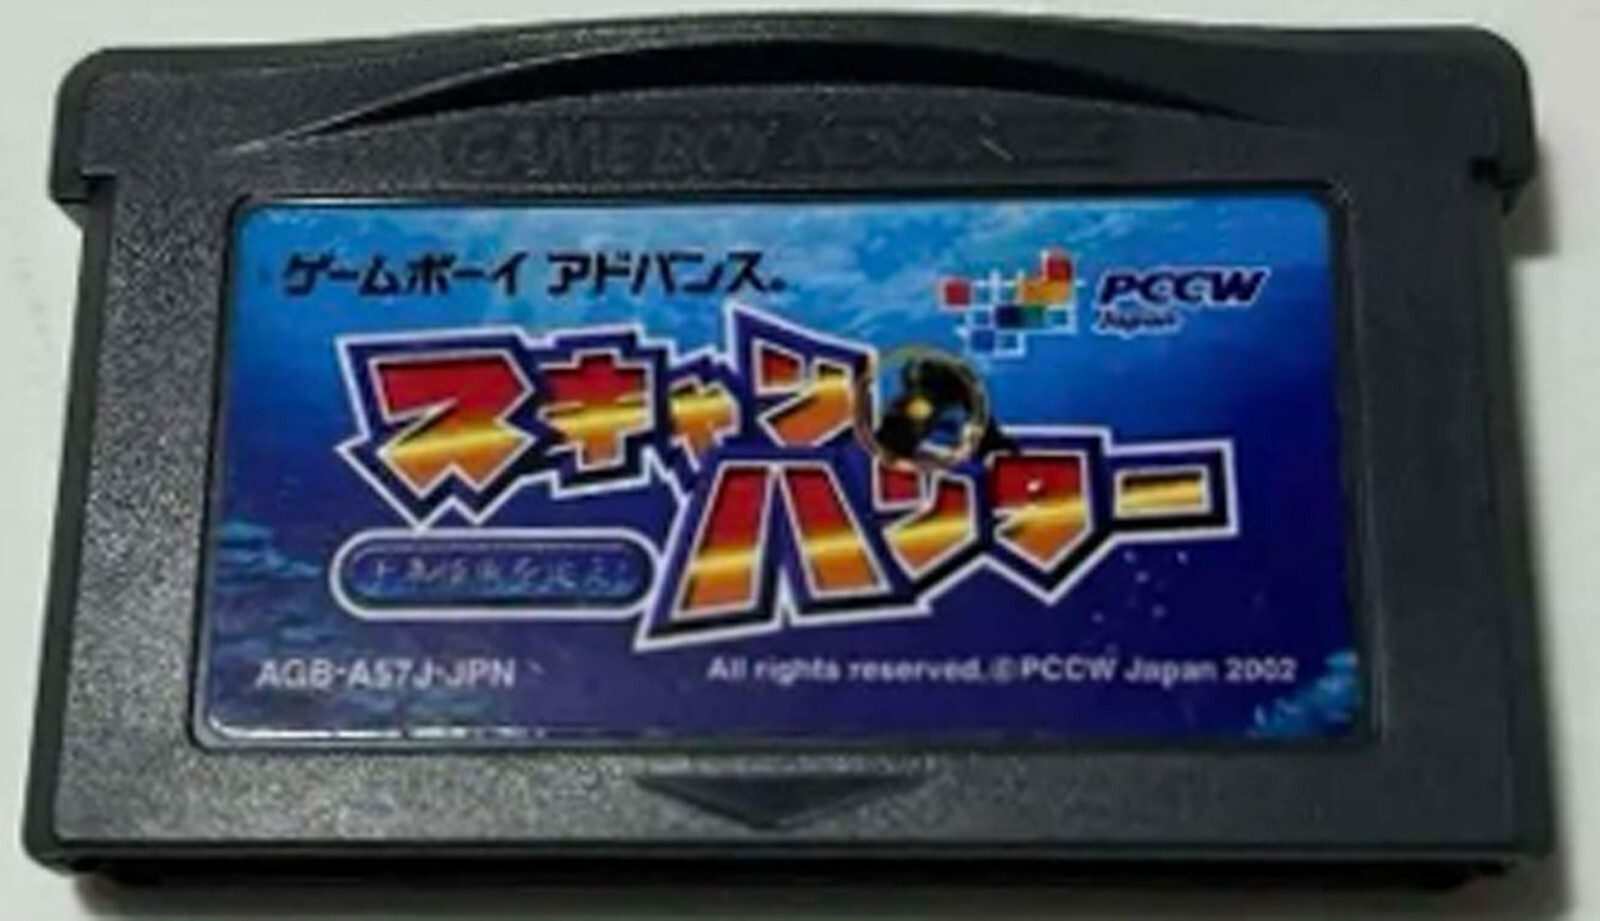 GAME BOY ADVANCE
ゲームボーイ アドバンス。
PCCW
Japan
スキャン
ハンター
AGB-A57J-JPN
All rights reserved.©PCCW Japan 2002